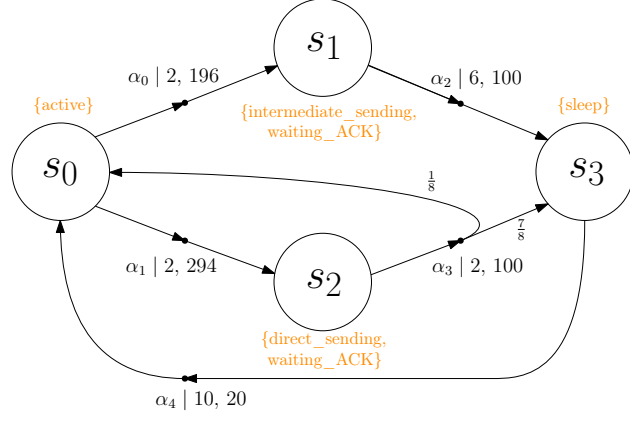 s₁
α₀ | 2, 196
α₂ | 6, 100
{active}
{intermediate_sending,
waiting_ACK}
{sleep}
s₀
s₃
1/8
7/8
α₁ | 2, 294
s₂
α₃ | 2, 100
{direct_sending,
waiting_ACK}
α₄ | 10, 20